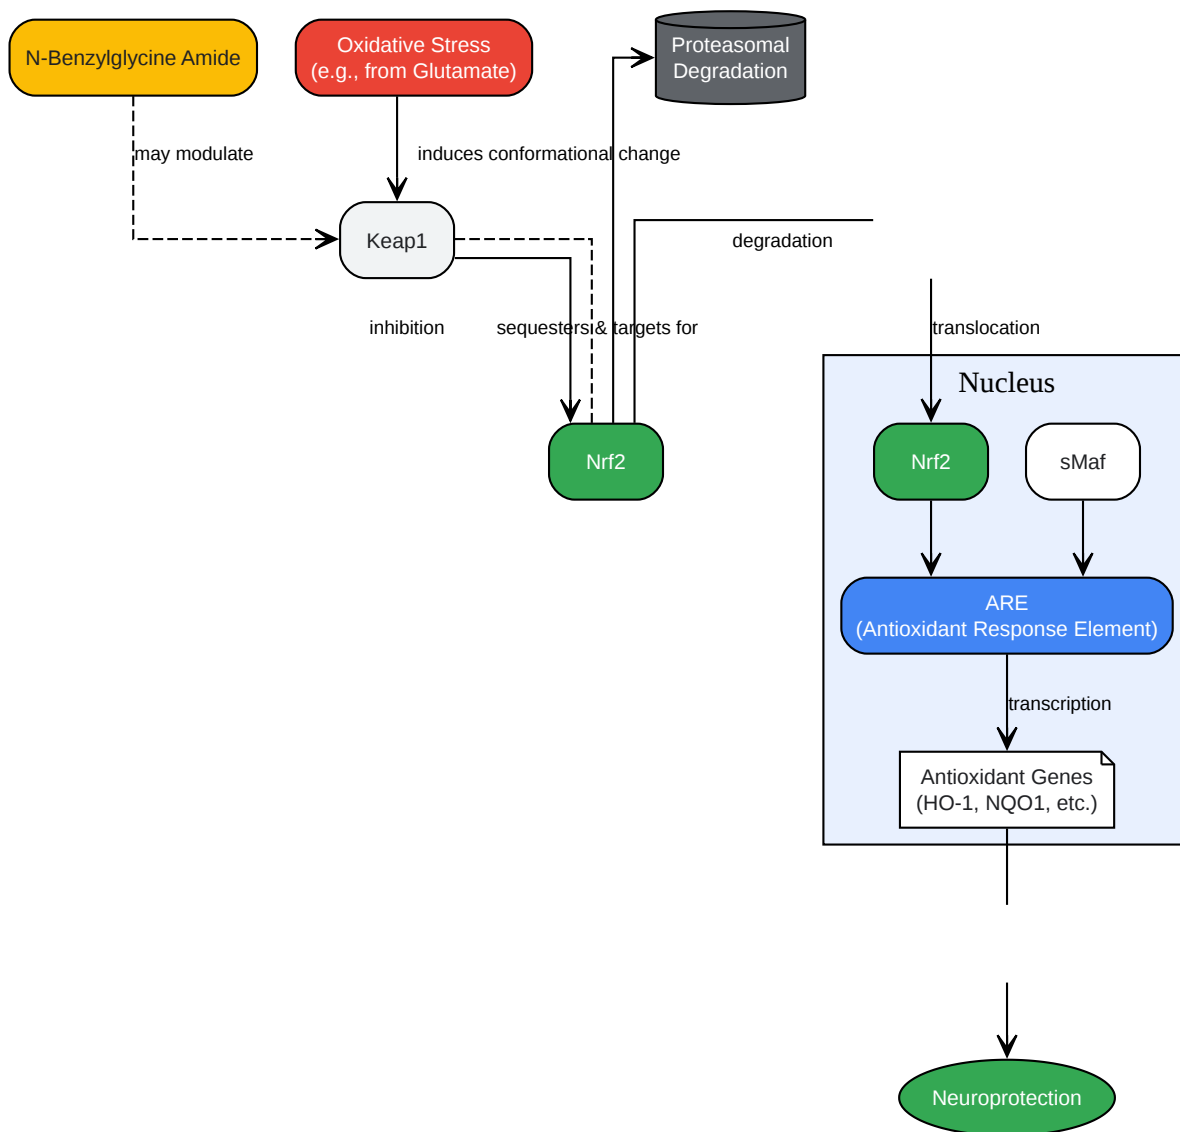 N-Benzylglycine Amide
Oxidative Stress
(e.g., from Glutamate)
Proteasomal
Degradation
may modulate
induces conformational change
Keap1
degradation
inhibition
sequesters & targets for
translocation
Nucleus
Nrf2
Nrf2
sMaf
ARE
(Antioxidant Response Element)
transcription
Antioxidant Genes
(HO-1, NQO1, etc.)
Neuroprotection